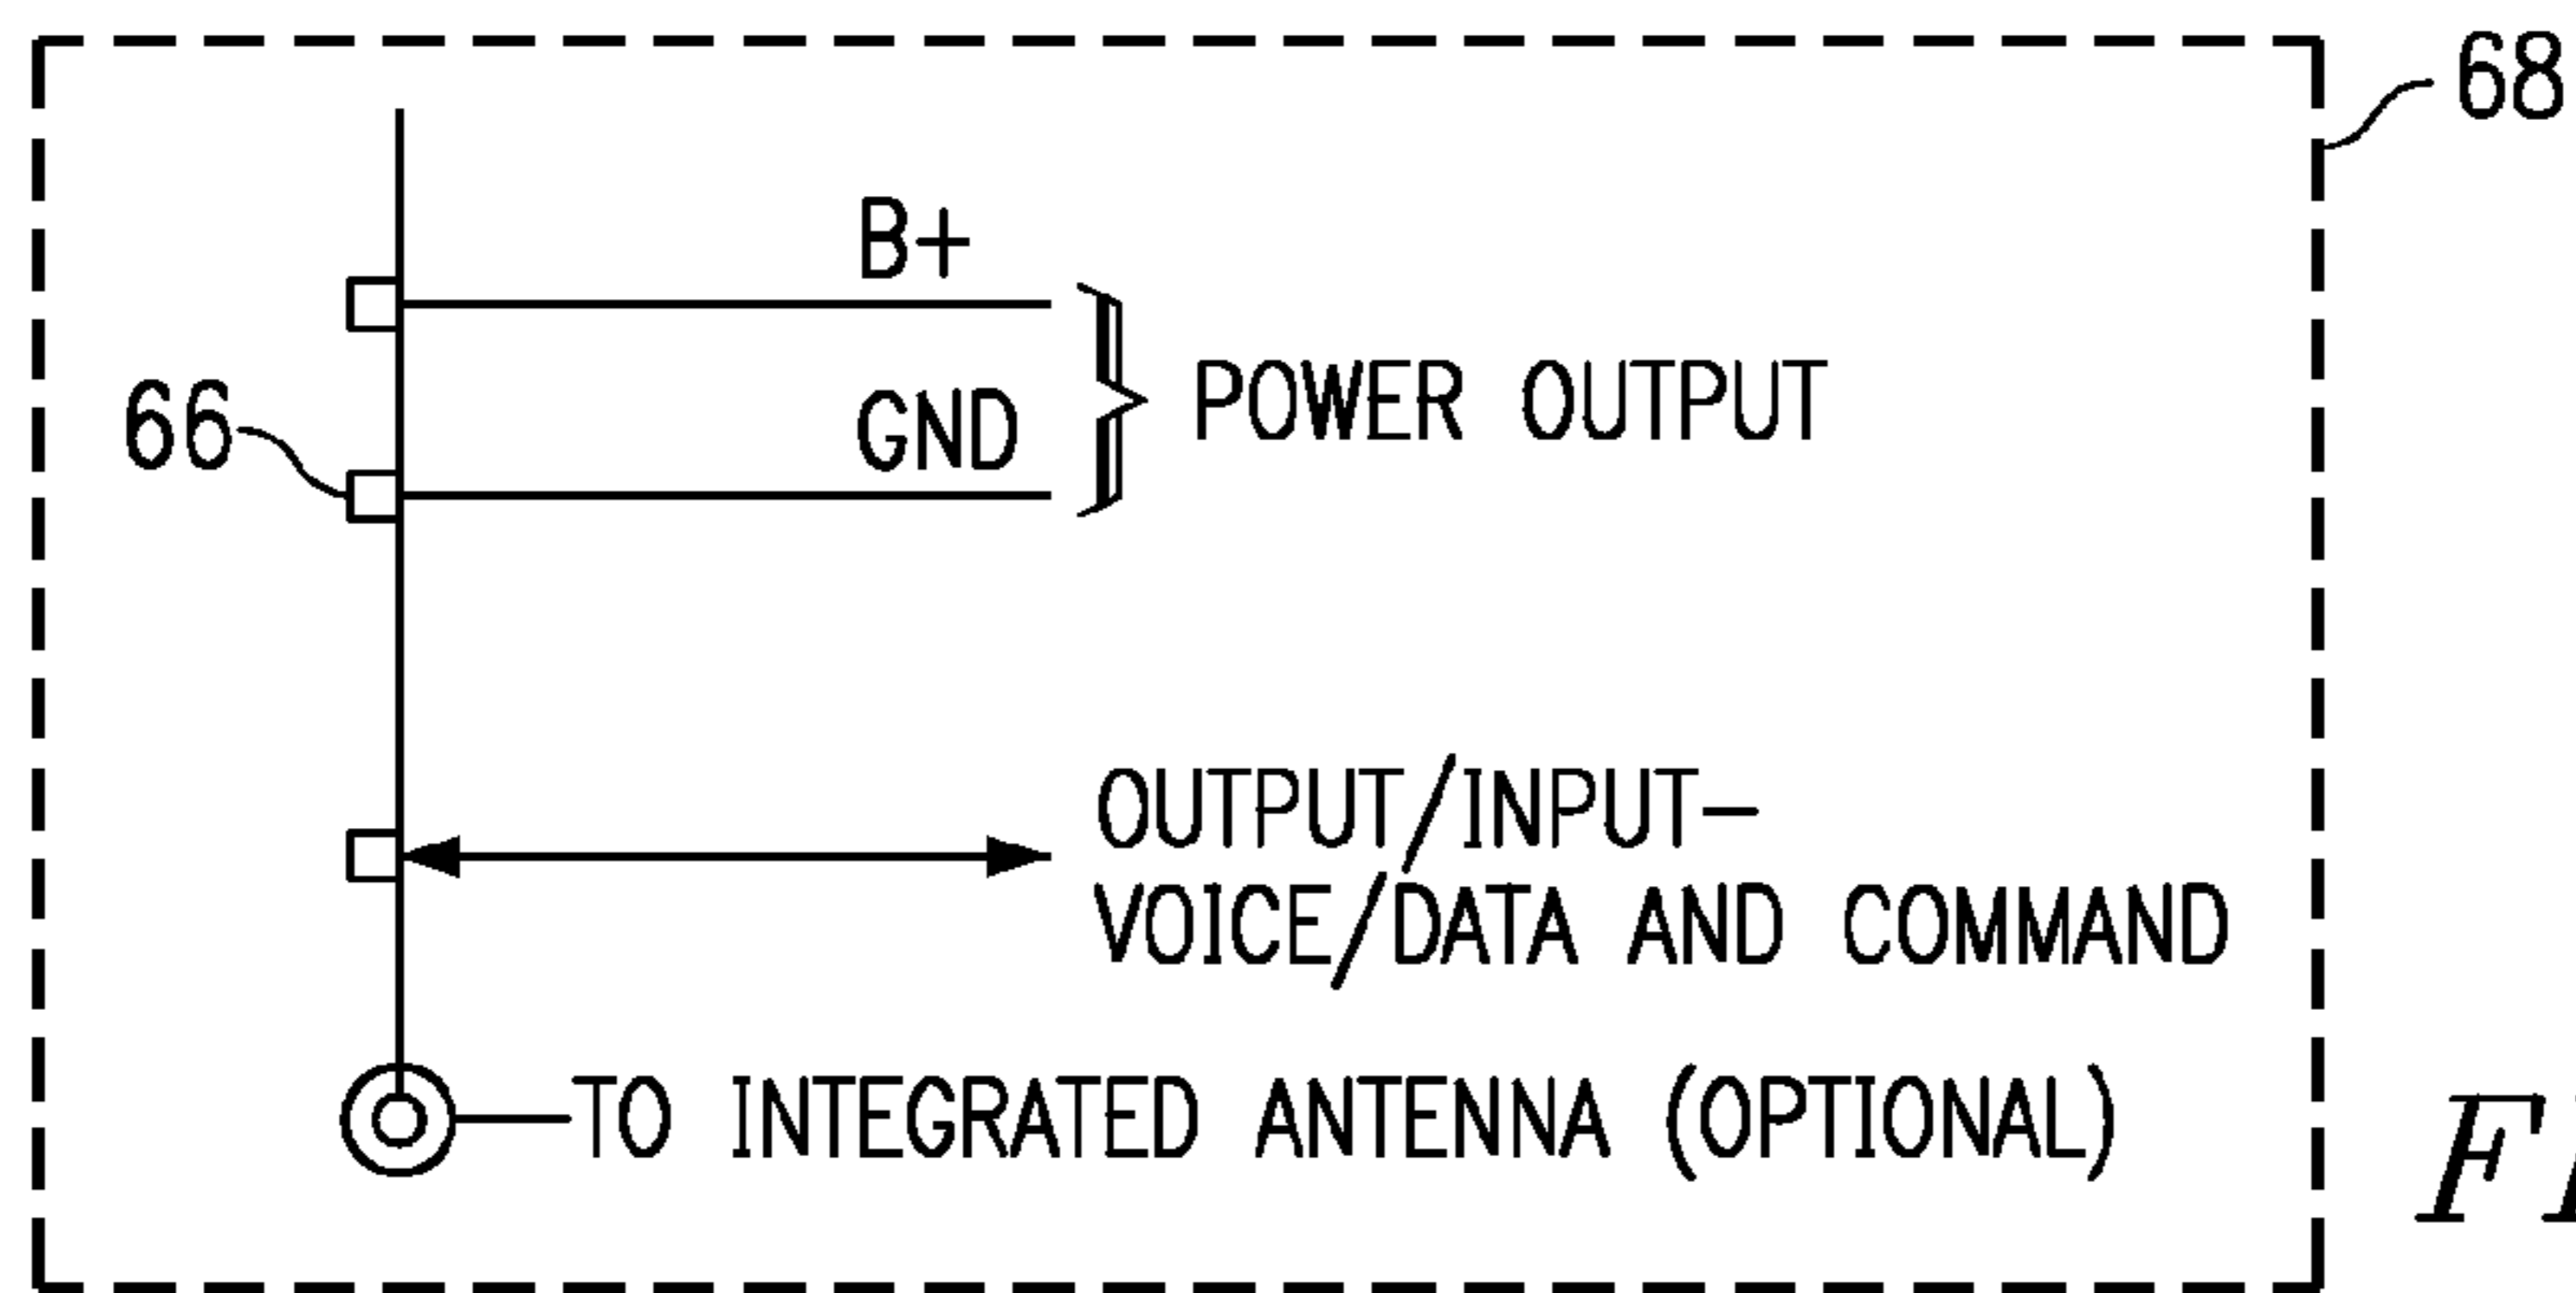 68
B+
66
GND
POWER OUTPUT
OUTPUT/INPUT-
VOICE/DATA AND COMMAND
TO INTEGRATED ANTENNA (OPTIONAL)